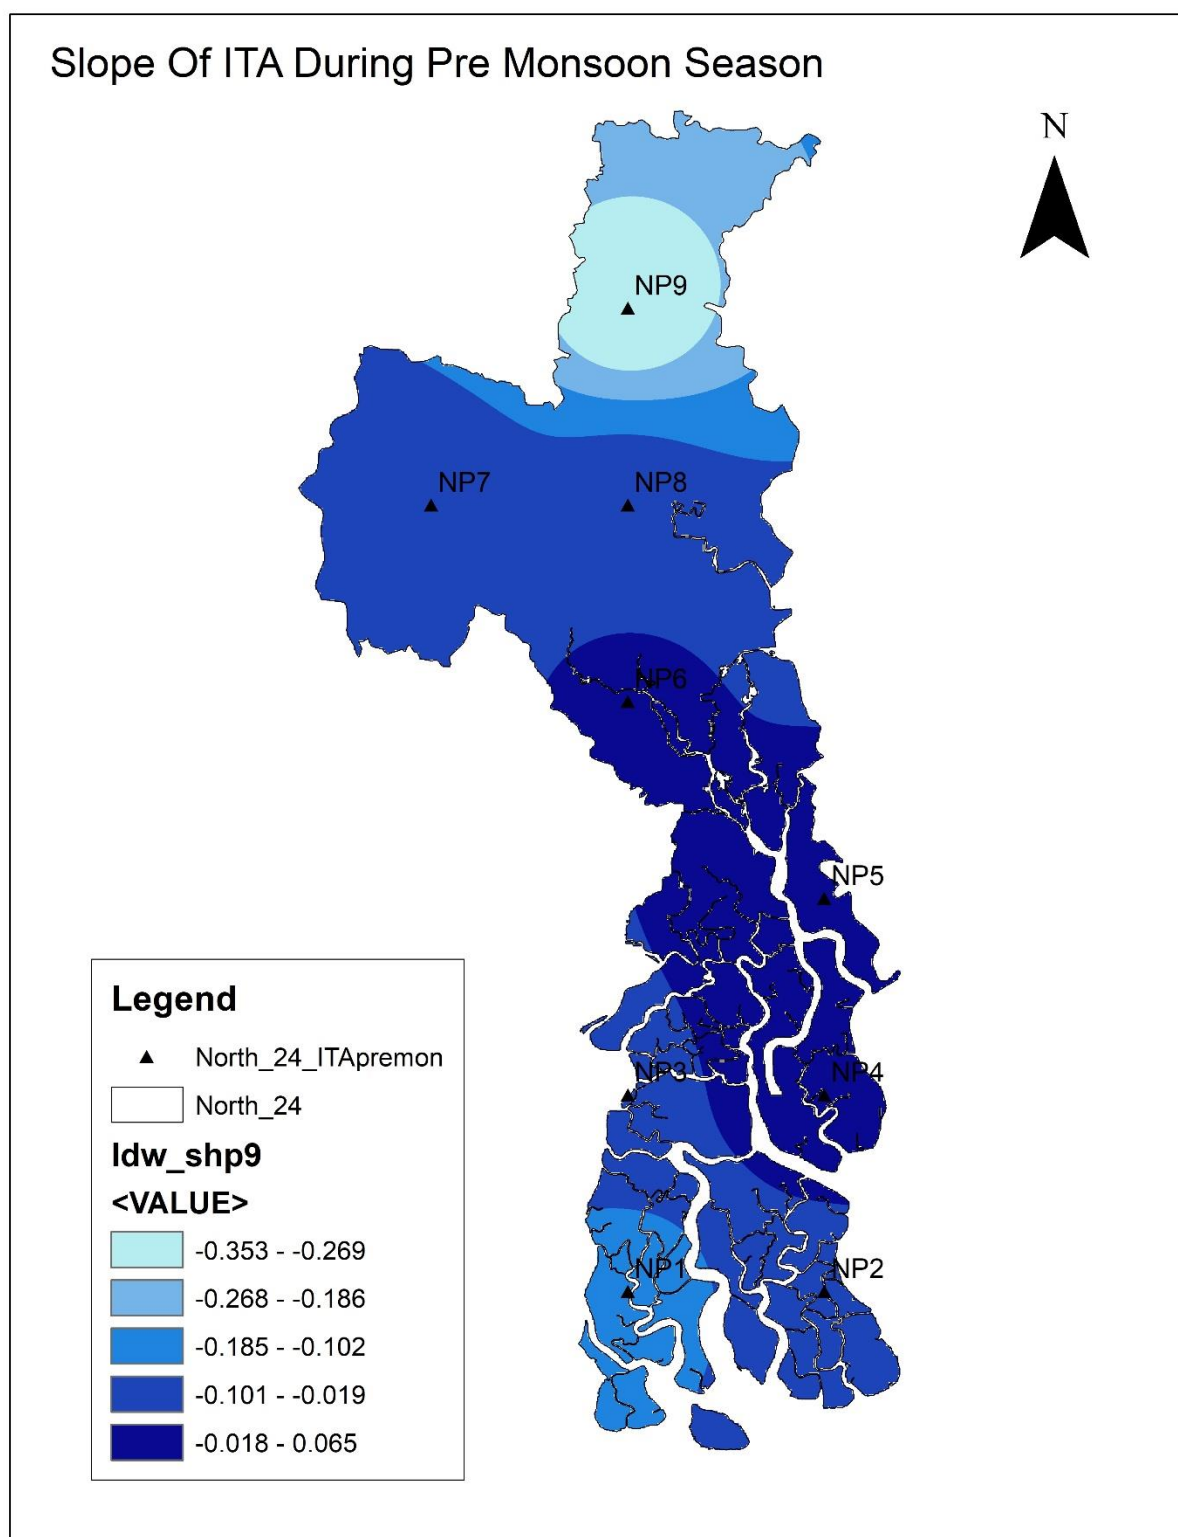 Slope Of ITA During Pre Monsoon Season
N
NP9
NP7
NP8
NP6
NP5
NP3
NP4
NP1
NP2
Legend
North_24_ITApremon
North_24
Idw_shp9
<VALUE>
-0.353 - -0.269
-0.268 - -0.186
-0.185 - -0.102
-0.101 - -0.019
-0.018 - 0.065